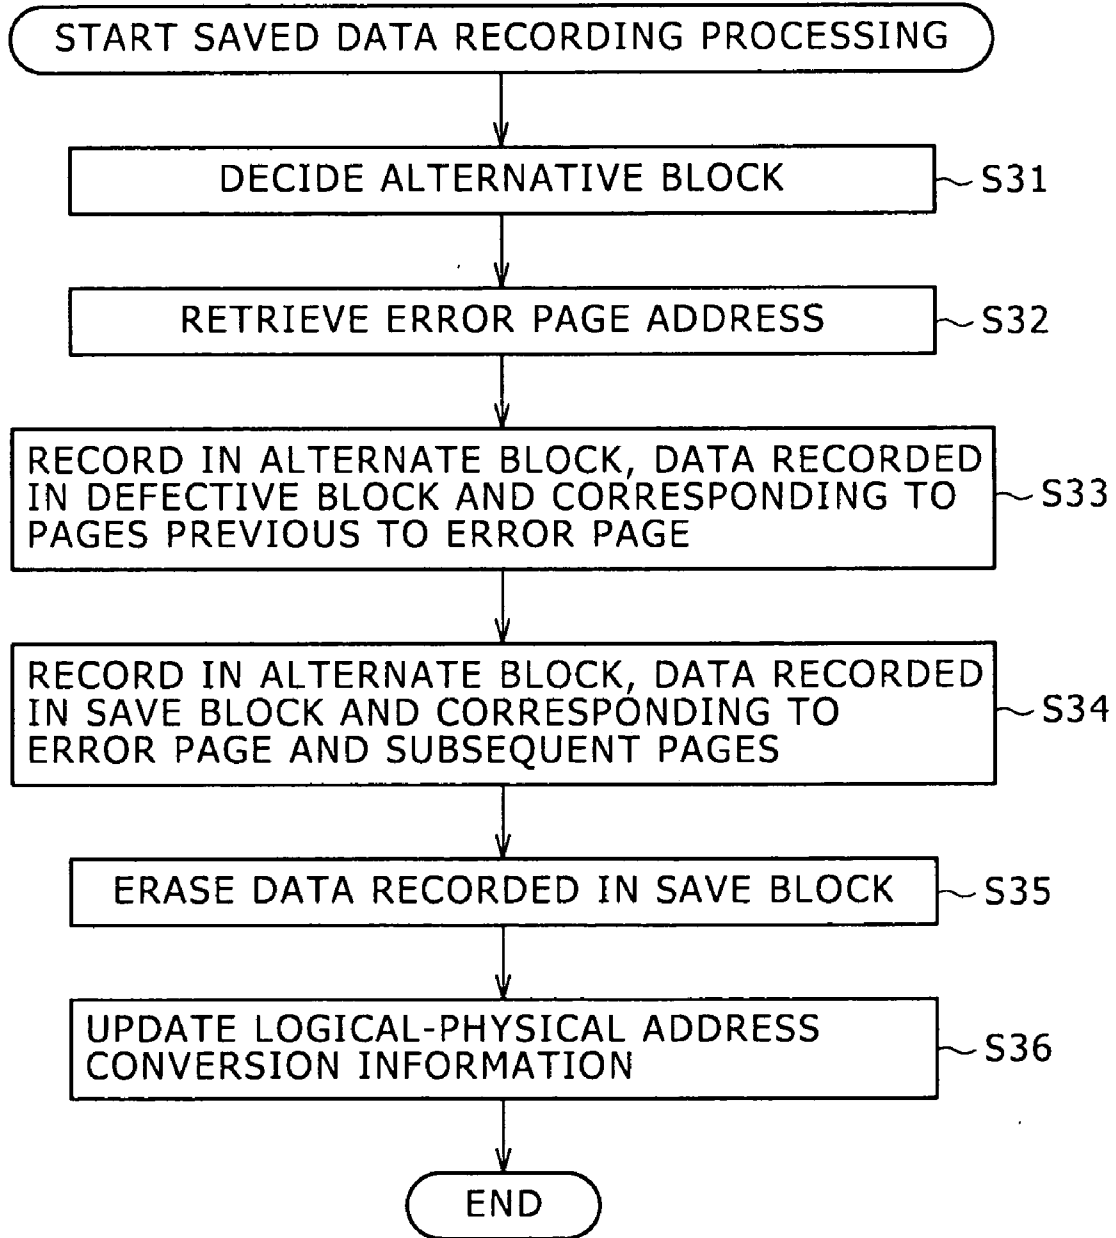 START SAVED DATA RECORDING PROCESSING
DECIDE ALTERNATIVE BLOCK
S31
RETRIEVE ERROR PAGE ADDRESS
S32
RECORD IN ALTERNATE BLOCK, DATA RECORDED
IN DEFECTIVE BLOCK AND CORRESPONDING TO
PAGES PREVIOUS TO ERROR PAGE
S33
RECORD IN ALTERNATE BLOCK, DATA RECORDED
IN SAVE BLOCK AND CORRESPONDING TO
ERROR PAGE AND SUBSEQUENT PAGES
S34
ERASE DATA RECORDED IN SAVE BLOCK
S35
UPDATE LOGICAL-PHYSICAL ADDRESS
CONVERSION INFORMATION
S36
END